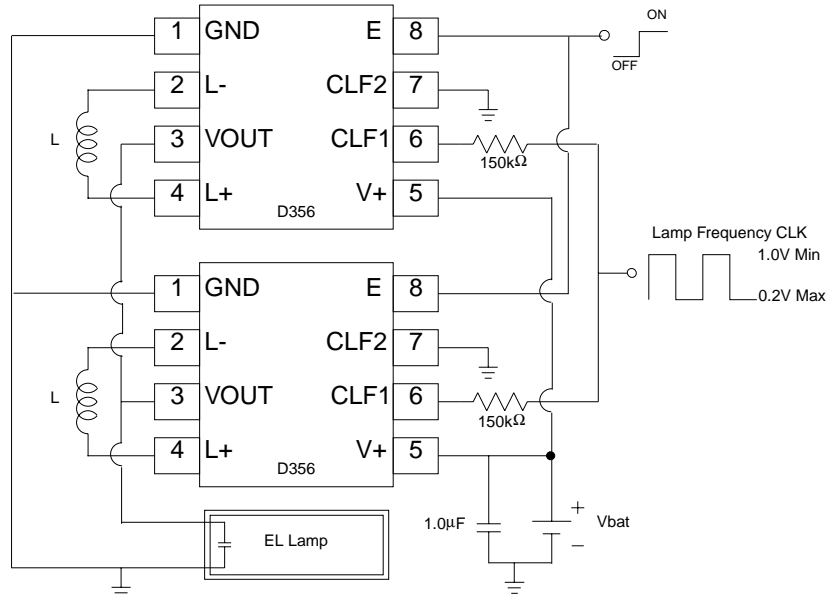 1 GND E 8
ON
OFF
2 L- CLF2 7
L
3 VOUT CLF1 6
150kΩ
4 L+ V+ 5
D356
Lamp Frequency CLK
1.0V Min
0.2V Max
1 GND E 8
2 L- CLF2 7
L
3 VOUT CLF1 6
150kΩ
4 L+ V+ 5
D356
1.0μF
+
Vbat
−
EL Lamp